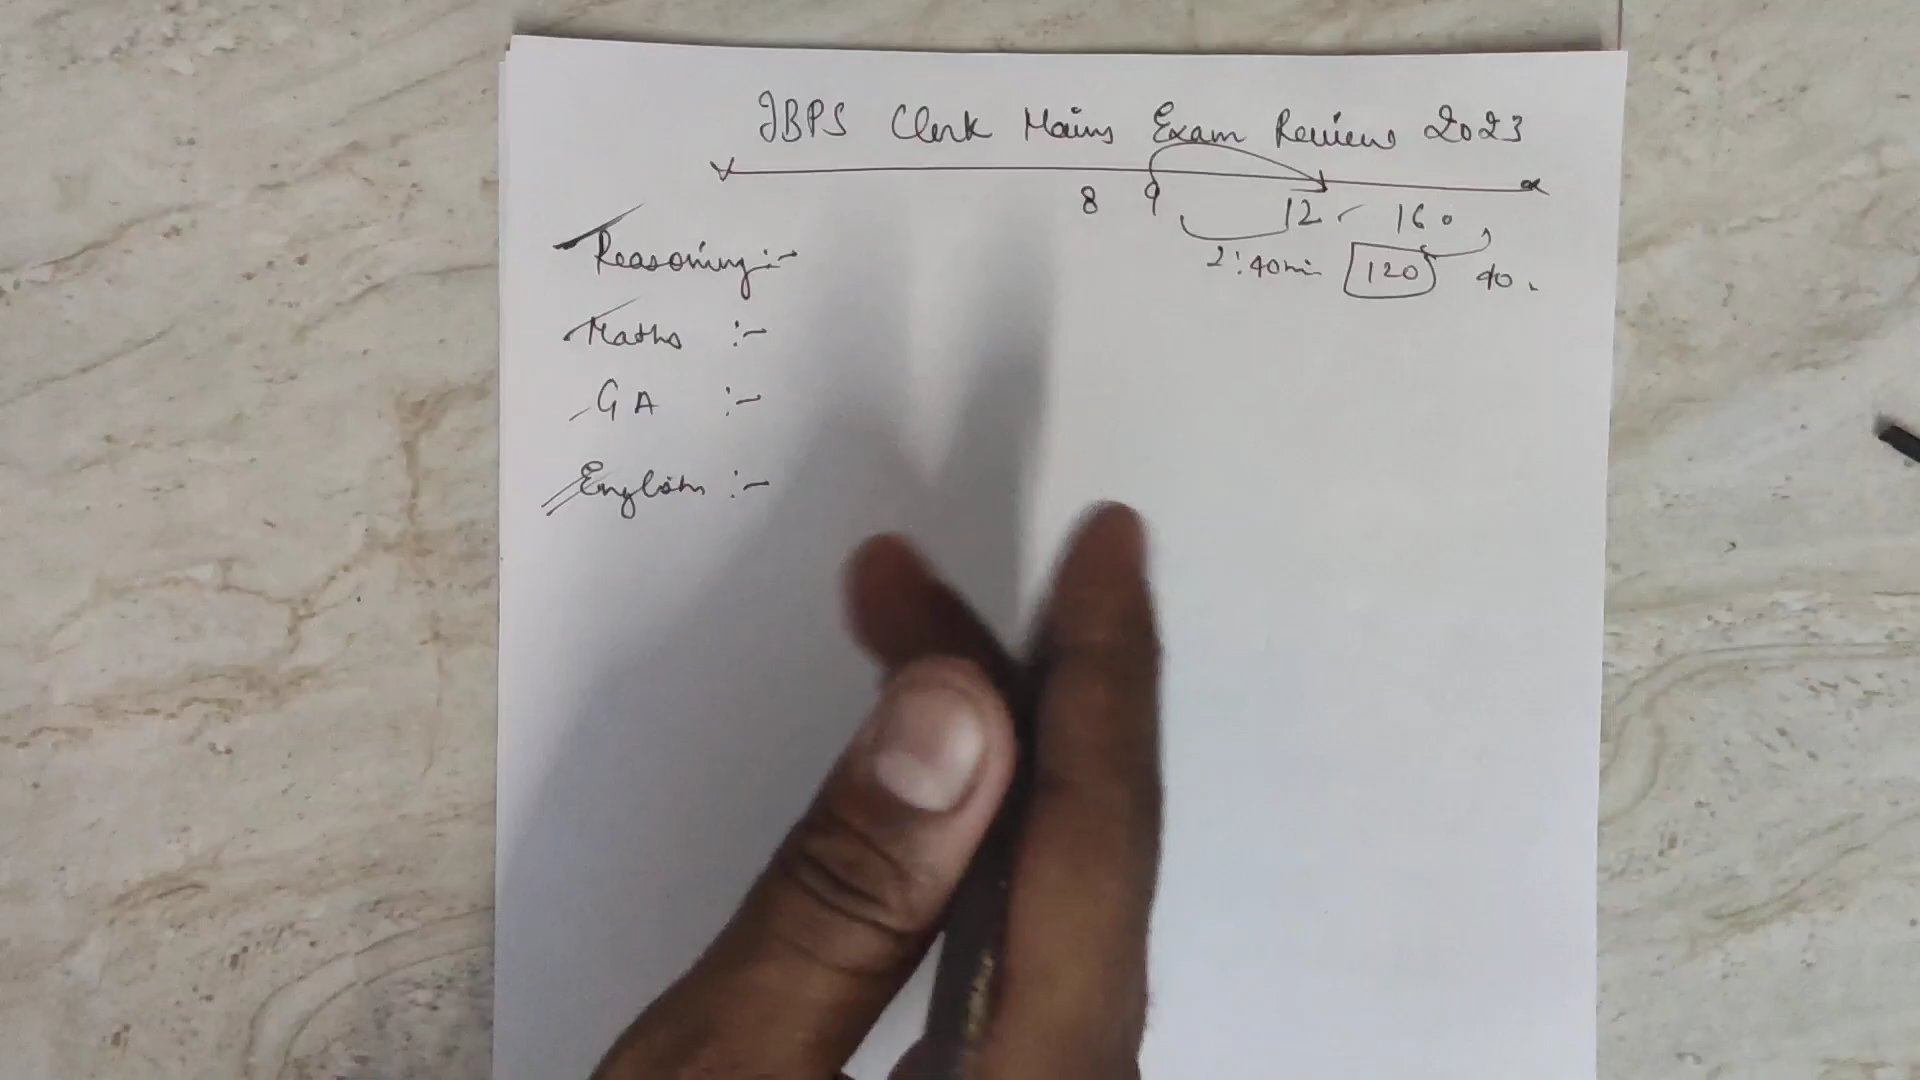 IBPS Clerk Mains Exam Review 2023
8 9 12 160
2:40min 120 40
Reasoning :-
Maths :-
GA :-
English :-